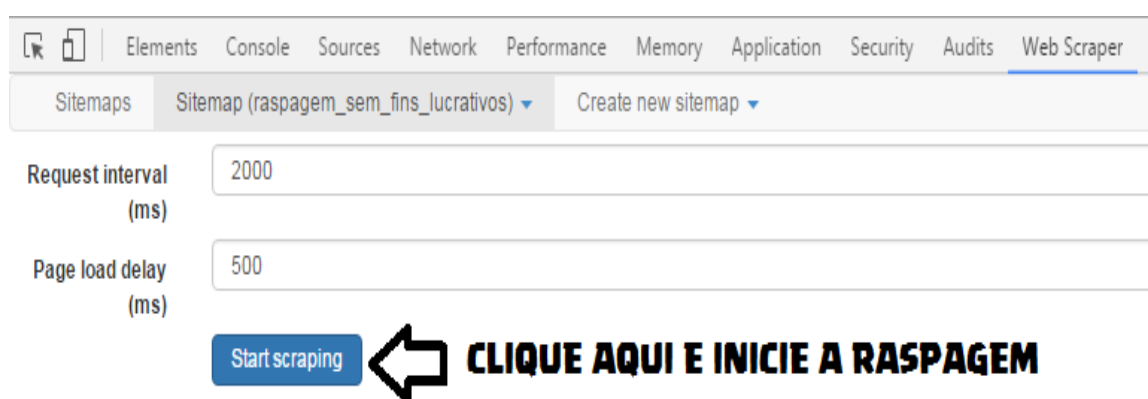 Elements Console Sources Network Performance Memory Application Security Audits Web Scraper
Sitemaps Sitemap (raspagem_sem_fins_lucrativos) Create new sitemap
Request interval (ms) 2000
Page load delay (ms) 500
Start scraping CLIQUE AQUI E INICIE A RASPAGEM